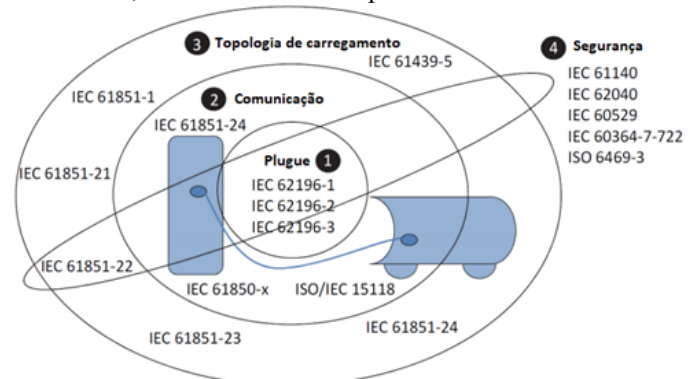 3 Topologia de carregamento
4 Segurança
IEC 61439-5
IEC 61140
IEC 62040
IEC 60529
IEC 60364-7-722
ISO 6469-3
IEC 61851-1
2 Comunicação
IEC 61851-24
Plugue 1
IEC 61851-21
IEC 62196-1
IEC 62196-2
IEC 62196-3
IEC 61851-22
IEC 61850-x
ISO/IEC 15118
IEC 61851-24
IEC 61851-23